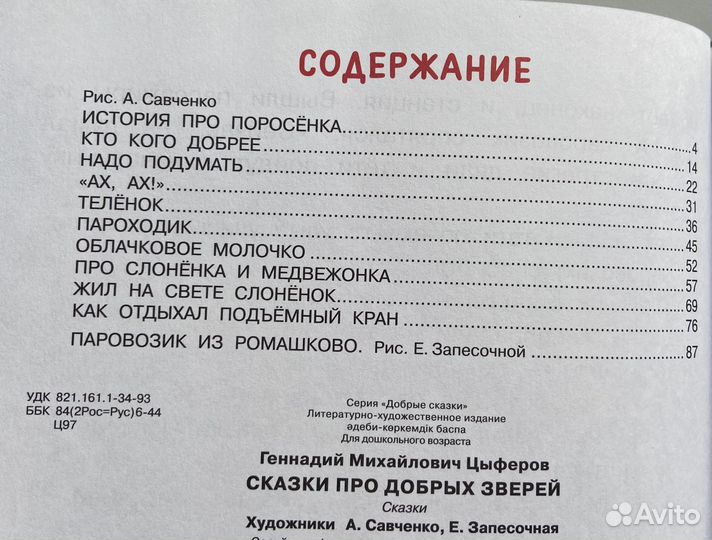 СОДЕРЖАНИЕ
Рис. А. Савченко
ИСТОРИЯ ПРО ПОРОСЁНКА 4
КТО КОГО ДОБРЕЕ 14
НАДО ПОДУМАТЬ 22
«АХ, АХ!» 31
ТЕЛЁНОК 36
ПАРОХОДИК 45
ОБЛАЧКОВОЕ МОЛОЧКО 52
ПРО СЛОНЁНКА И МЕДВЕЖОНКА 57
ЖИЛ НА СВЕТЕ СЛОНЁНОК 69
КАК ОТДЫХАЛ ПОДЪЁМНЫЙ КРАН 76
ПАРОВОЗИК ИЗ РОМАШКОВО. Рис. Е. Запесочной 87
УДК 821.161.1-34-93
ББК 84(2Рос=Рус)6-44
Ц97
Серия «Добрые сказки»
Литературно-художественное издание
әдеби-көркемдік баспа
Для дошкольного возраста
Геннадий Михайлович Цыферов
СКАЗКИ ПРО ДОБРЫХ ЗВЕРЕЙ
Сказки
Художники А. Савченко, Е. Запесочная
Avito